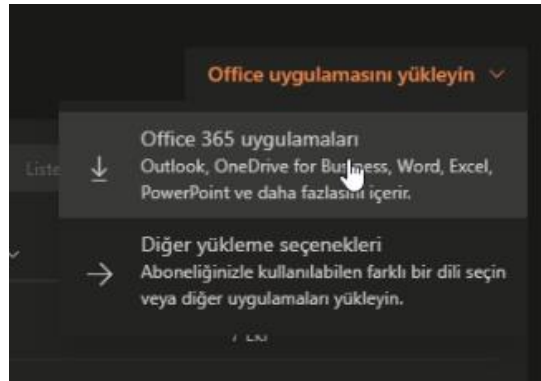 Office uygulamasını yükleyin
Office 365 uygulamaları
Outlook, OneDrive for Business, Word, Excel,
PowerPoint ve daha fazlasını içerir.
Liste
Diğer yükleme seçenekleri
Aboneliğinizle kullanılabilen farklı bir dili seçin
veya diğer uygulamaları yükleyin.